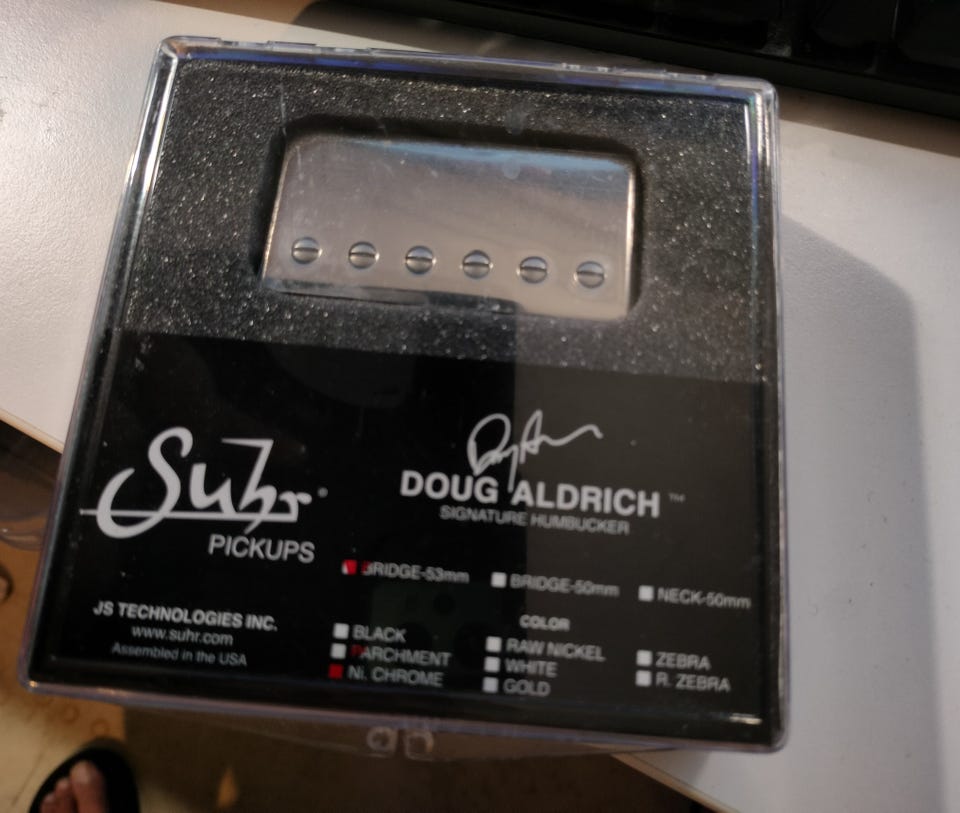 Suhr
PICKUPS
JS TECHNOLOGIES INC.
www.suhr.com
Assembled in the USA
DOUG ALDRICH ™
SIGNATURE HUMBUCKER
BRIDGE-53mm BRIDGE-50mm NECK-50mm
COLOR
BLACK RAW NICKEL ZEBRA
PARCHMENT WHITE R. ZEBRA
Ni. CHROME GOLD